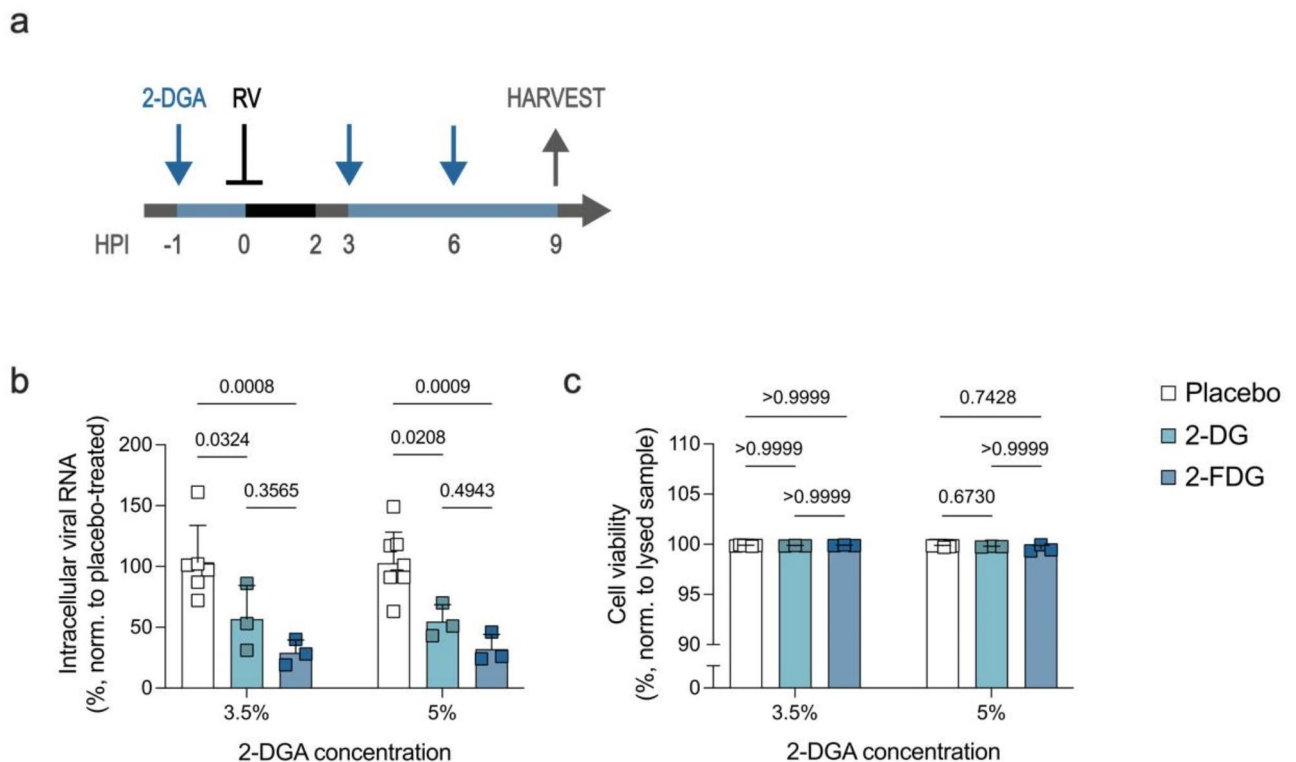 a
2-DGA RV HARVEST
HPI -1 0 2 3 6 9
b
0.0008 0.0009
0.0324 0.0208
0.3565 0.4943
Intracellular viral RNA
(%, norm. to placebo-treated)
200
150
100
50
0
3.5% 5%
2-DGA concentration
c
>0.9999 0.7428
>0.9999 >0.9999
>0.9999 0.6730
Cell viability
(%, norm. to lysed sample)
110
105
100
95
90
0
3.5% 5%
2-DGA concentration
Placebo
2-DG
2-FDG